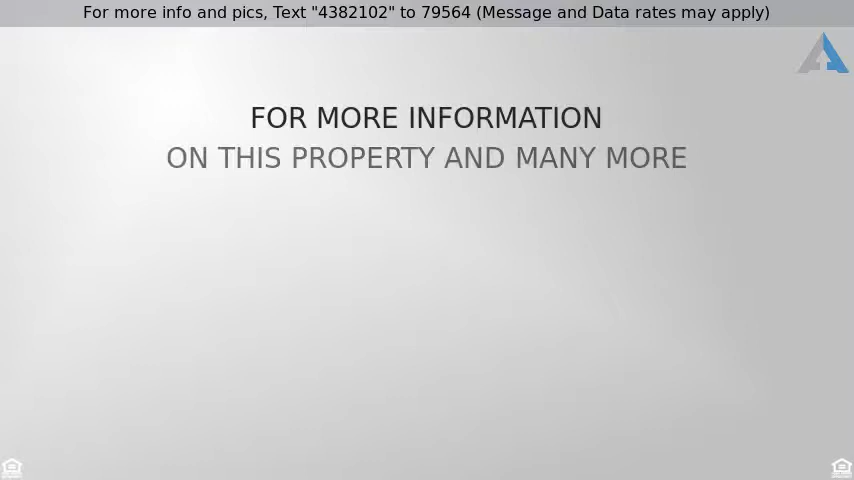 For more info and pics, Text "4382102" to 79564 (Message and Data rates may apply)
FOR MORE INFORMATION
ON THIS PROPERTY AND MANY MORE